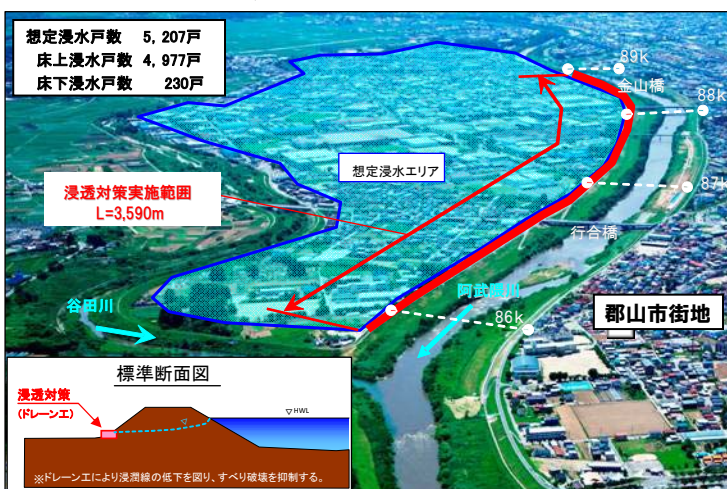 想定浸水戸数 5,207戸
床上浸水戸数 4,977戸
床下浸水戸数 230戸
89k
金山橋
88k
想定浸水エリア
87k
浸透対策実施範囲
L=3,590m
行合橋
谷田川
阿武隈川
86k
郡山市街地
標準断面図
浸透対策
(ドレーン工)
▽HWL
※ドレーン工により浸潤線の低下を図り、すべり破壊を抑制する。